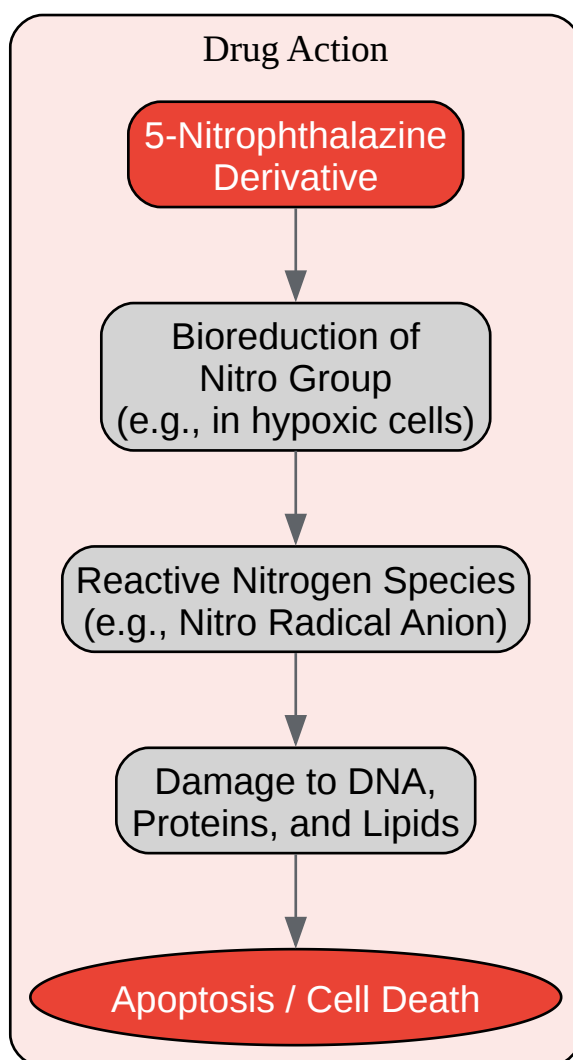 Drug Action
5-Nitrophthalazine
Derivative
Bioreduction of
Nitro Group
(e.g., in hypoxic cells)
Reactive Nitrogen Species
(e.g., Nitro Radical Anion)
Damage to DNA,
Proteins, and Lipids
Apoptosis / Cell Death